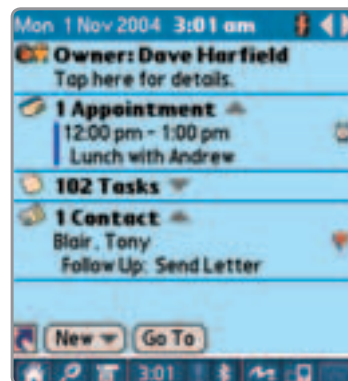 Mon 1 Nov 2004 3:01 am
Owner: Dave Harfield
Tap here for details.
1 Appointment
12:00 pm - 1:00 pm
Lunch with Andrew
102 Tasks
1 Contact
Blair, Tony
Follow Up: Send Letter
New Go To
3:01